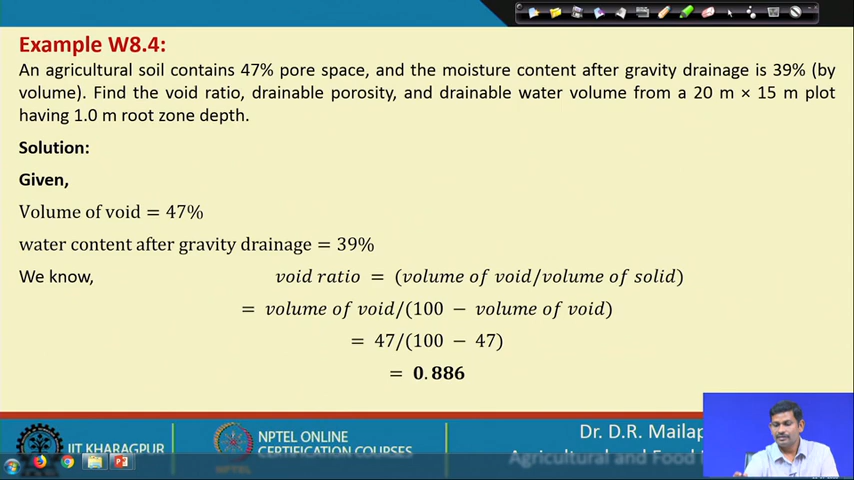 Example W8.4:
An agricultural soil contains 47% pore space, and the moisture content after gravity drainage is 39% (by
volume). Find the void ratio, drainable porosity, and drainable water volume from a 20 m × 15 m plot
having 1.0 m root zone depth.
Solution:
Given,
Volume of void = 47%
water content after gravity drainage = 39%
We know, void ratio = (volume of void/volume of solid)
= volume of void/(100 − volume of void)
= 47/(100 − 47)
= 0.886
IIT KHARAGPUR
NPTEL ONLINE
CERTIFICATION COURSES
Dr. D.R. Mailap
Agricultural and Food